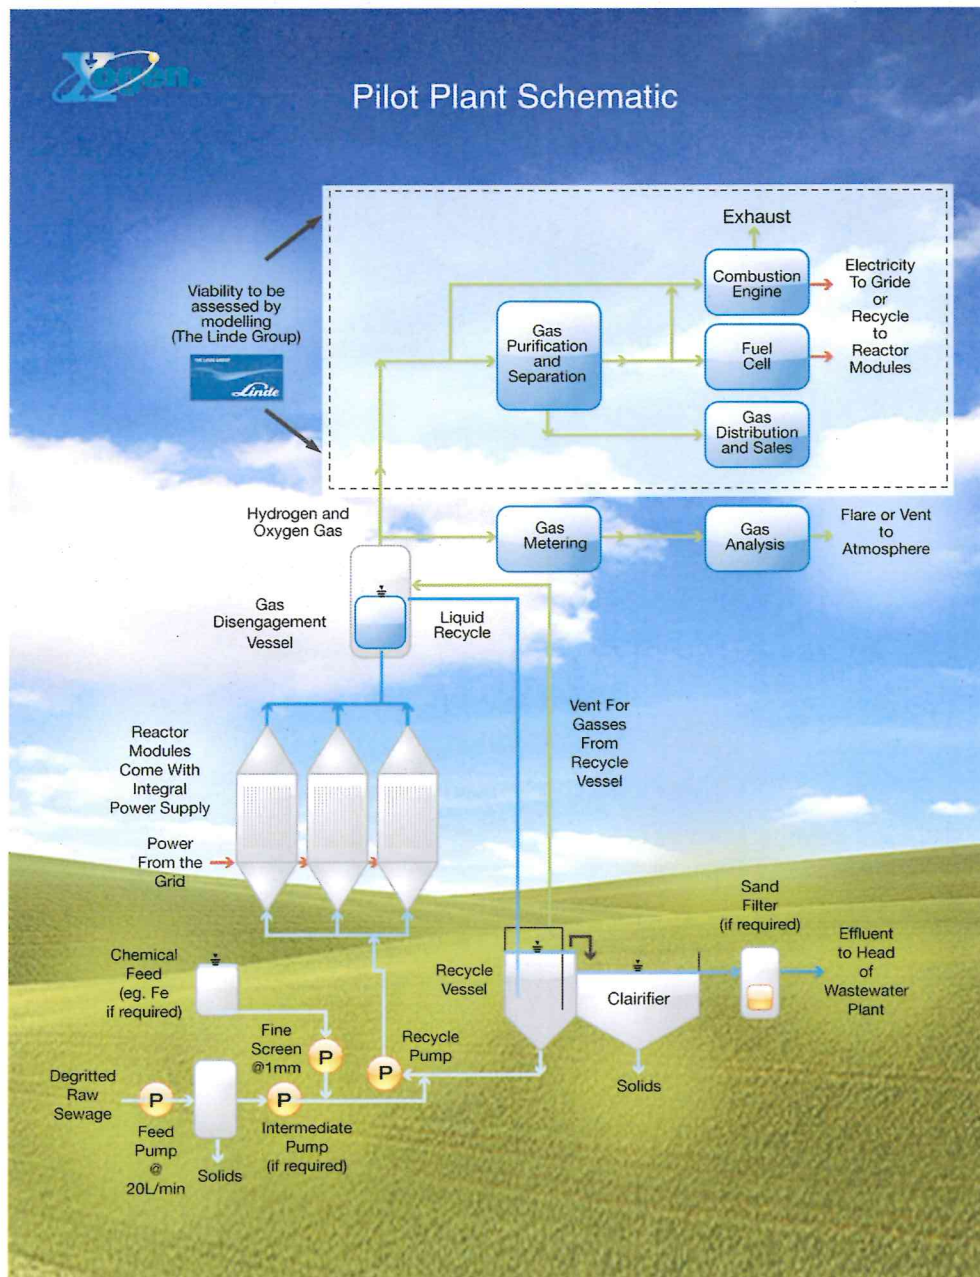 Xogen
Pilot Plant Schematic
Exhaust
Combustion
Engine
Electricity
To Gride
or
Recycle
to
Reactor
Modules
Viability to be
assessed by
modelling
(The Linde Group)
THE LINDE GROUP
Linde
Gas
Purification
and
Separation
Fuel
Cell
Gas
Distribution
and Sales
Hydrogen and
Oxygen Gas
Gas
Metering
Gas
Analysis
Flare or Vent
to
Atmosphere
Gas
Disengagement
Vessel
Liquid
Recycle
Vent For
Gasses
From
Recycle
Vessel
Reactor
Modules
Come With
Integral
Power Supply
Power
From the
Grid
Sand
Filter
(if required)
Effluent
to Head
of
Wastewater
Plant
Chemical
Feed
(eg. Fe
if required)
Recycle
Vessel
Clairifier
Fine
Screen
@1mm
P
Recycle
Pump
P
Solids
Degritted
Raw
Sewage
P
P
Feed
Pump
@
20L/min
Solids
Intermediate
Pump
(if required)